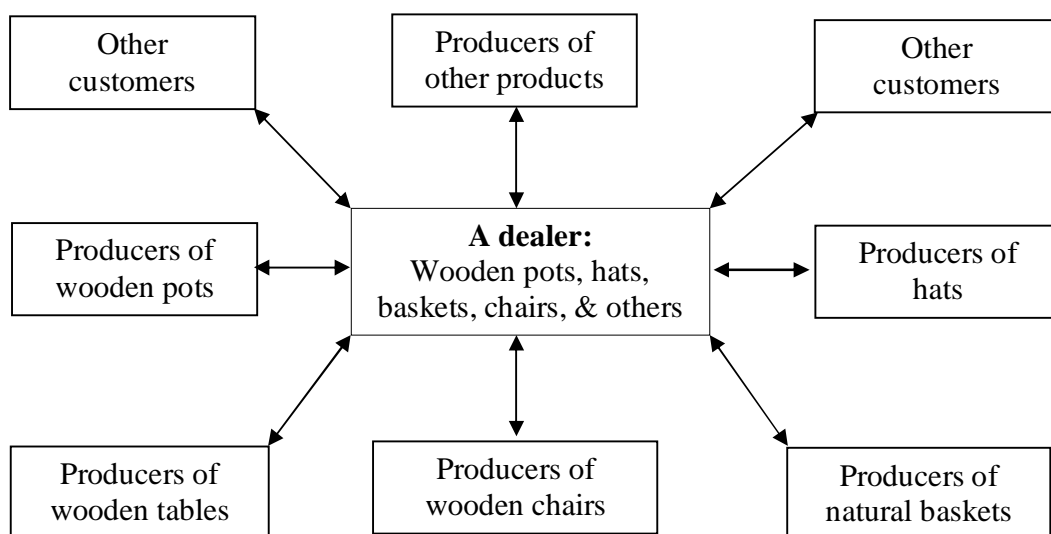 Other
customers
Producers of
other products
Other
customers
Producers of
wooden pots
A dealer:
Wooden pots, hats,
baskets, chairs, & others
Producers of
hats
Producers of
wooden tables
Producers of
wooden chairs
Producers of
natural baskets